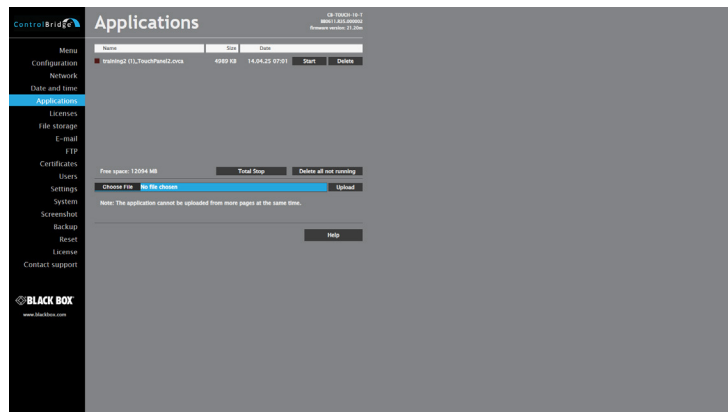 ControlBridge
Applications
CB-TOUCH-10-T
Firmware version: 21.20m
Menu
Configuration
Network
Date and time
Applications
Licenses
File storage
E-mail
FTP
Certificates
Users
Settings
System
Screenshot
Backup
Reset
License
Contact support
BLACK BOX
www.blackbox.com
Name Size Date
training2 (1)_TouchPanel2.cvca 4989 KB 14.04.25 07:01 Start Delete
Free space: 12094 MB Total Stop Delete all not running
Choose File No file chosen Upload
Note: The application cannot be uploaded from more pages at the same time.
Help